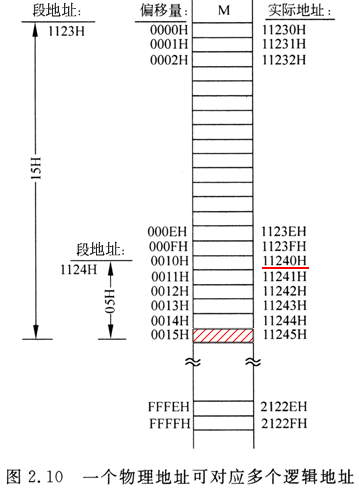 段地址: 偏移量: M 实际地址:
1123H 0000H 11230H
0001H 11231H
0002H 11232H
15H
000EH 1123EH
段地址: 000FH 1123FH
1124H 0010H 11240H
0011H 11241H
05H 0012H 11242H
0013H 11243H
0014H 11244H
0015H 11245H
FFFEH 2122EH
FFFFH 2122FH
图 2.10 一个物理地址可对应多个逻辑地址